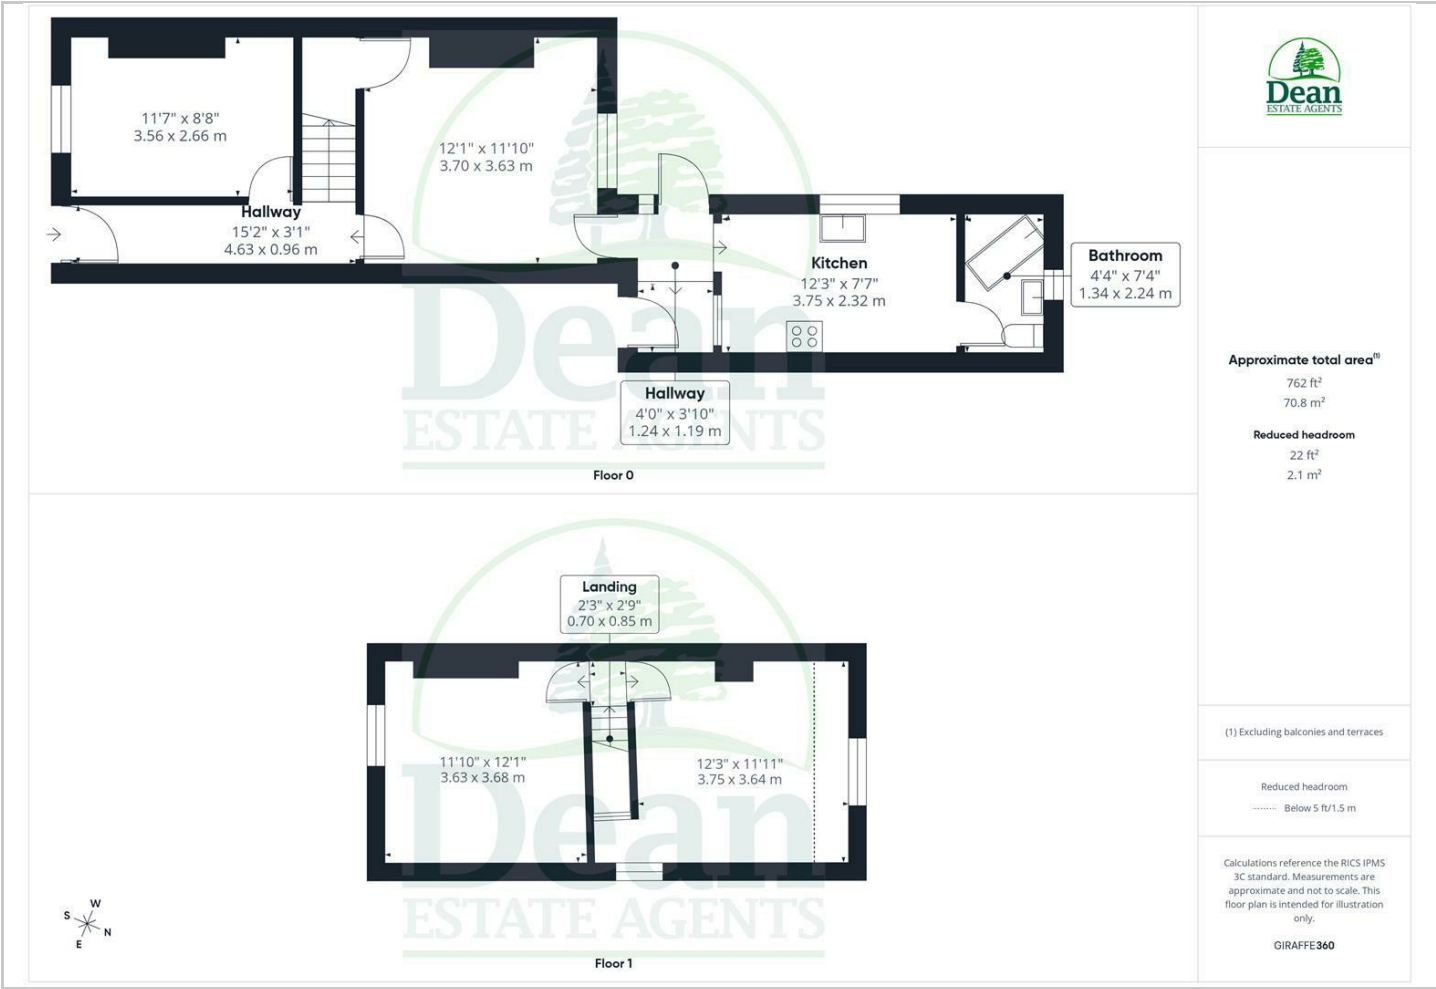 11'7" x 8'8"
3.56 x 2.66 m
12'1" x 11'10"
3.70 x 3.63 m
Hallway
15'2" x 3'1"
4.63 x 0.96 m
Kitchen
12'3" x 7'7"
3.75 x 2.32 m
Bathroom
4'4" x 7'4"
1.34 x 2.24 m
Hallway
4'0" x 3'10"
1.24 x 1.19 m
Dean
ESTATE AGENTS
Floor 0
Landing
2'3" x 2'9"
0.70 x 0.85 m
11'10" x 12'1"
3.63 x 3.68 m
12'3" x 11'11"
3.75 x 3.64 m
Dean
ESTATE AGENTS
W
S
N
E
Floor 1
Dean
ESTATE AGENTS
Approximate total area(1)
762 ft²
70.8 m²
Reduced headroom
22 ft²
2.1 m²
(1) Excluding balconies and terraces
Reduced headroom
Below 5 ft/1.5 m
Calculations reference the RICS IPMS
3C standard. Measurements are
approximate and not to scale. This
floor plan is intended for illustration
only.
GIRAFFE360